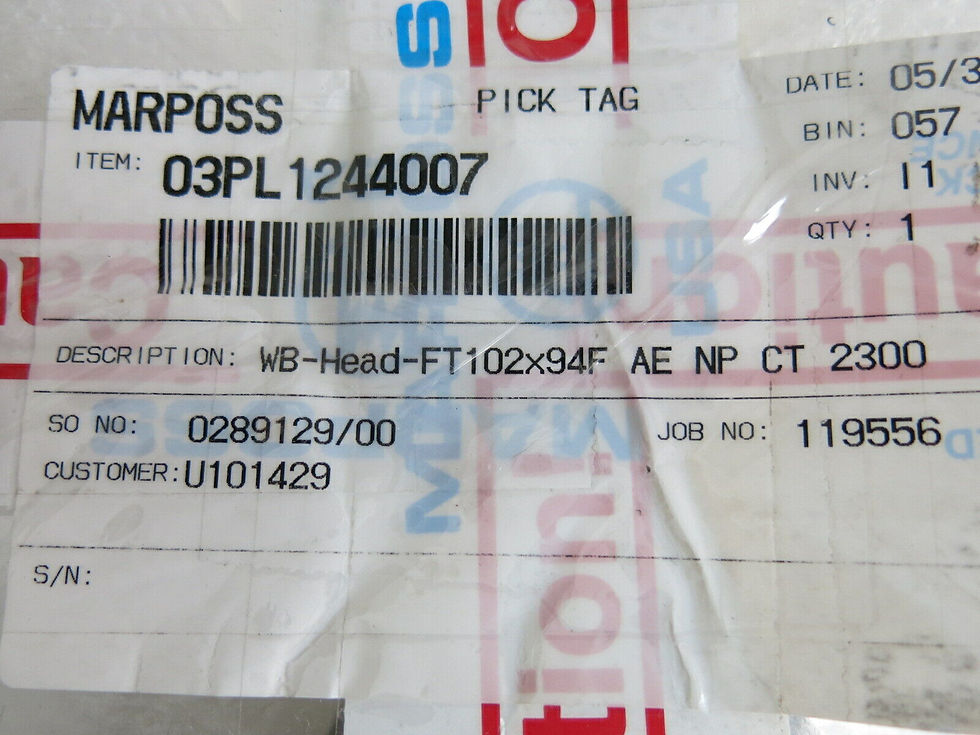 MARPOSS
PICK TAG
DATE: 05/3
ITEM: 03PL1244007
BIN: 057
INV: I1
QTY: 1
DESCRIPTION: WB-Head-FT102x94F AE NP CT 2300
SO NO: 0289129/00
JOB NO: 119556
CUSTOMER: U101429
S/N: